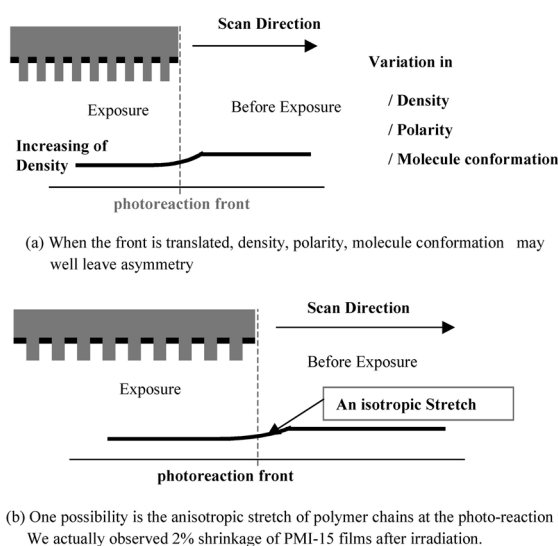 Scan Direction
Variation in
/ Density
/ Polarity
/ Molecule conformation
Exposure
Before Exposure
Increasing of
Density
photoreaction front
(a) When the front is translated, density, polarity, molecule conformation may
well leave asymmetry
Scan Direction
Before Exposure
Exposure
An isotropic Stretch
photoreaction front
(b) One possibility is the anisotropic stretch of polymer chains at the photo-reaction
We actually observed 2% shrinkage of PMI-15 films after irradiation.